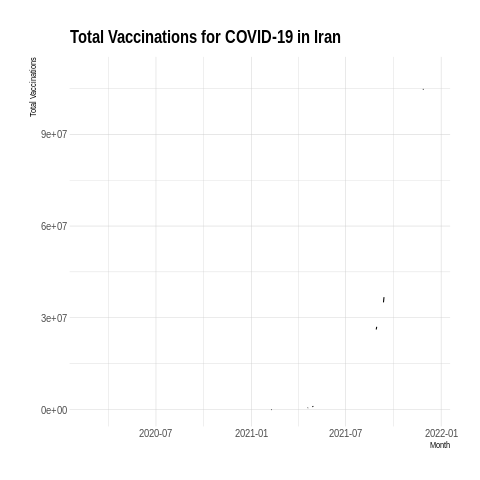 Total Vaccinations for COVID-19 in Iran
Total Vaccinations
9e+07
6e+07
3e+07
0e+00
2020-07
2021-01
2021-07
2022-01
Month